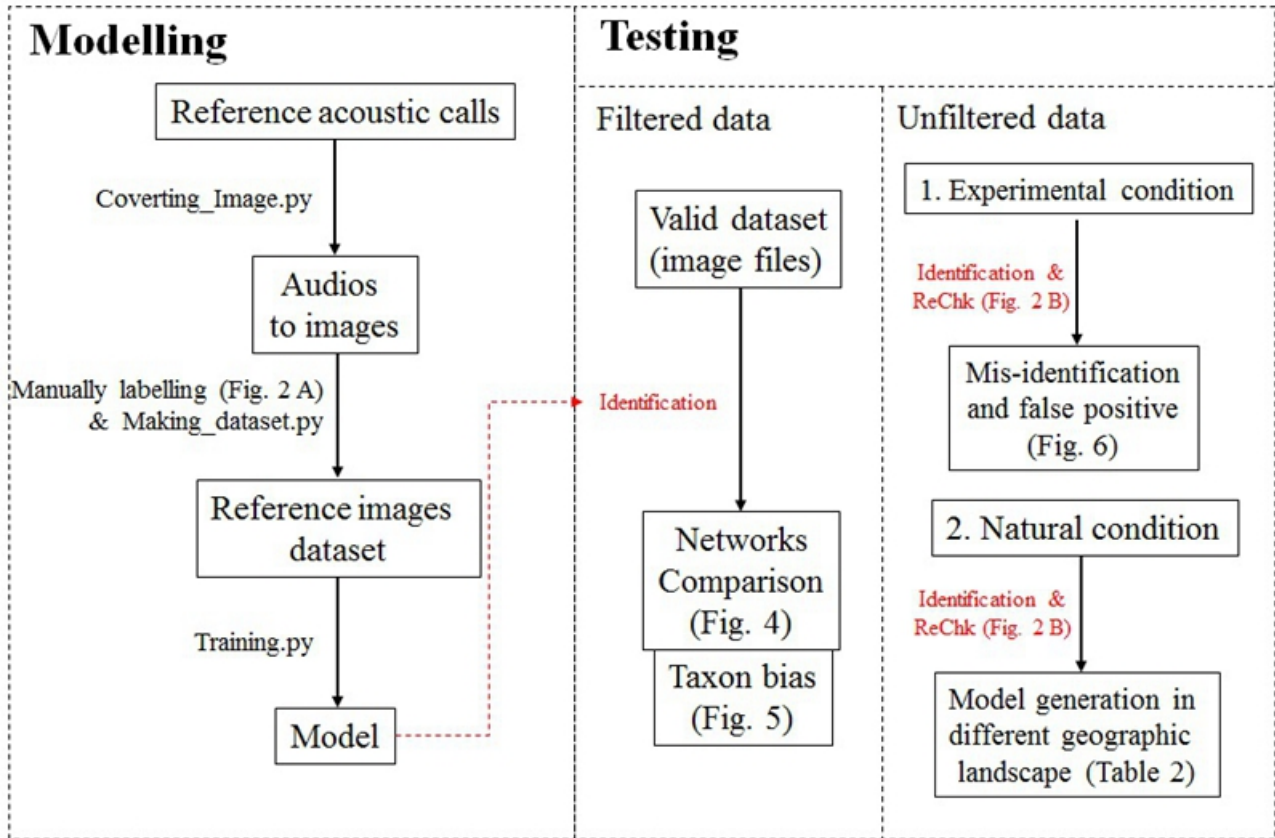 Modelling
Reference acoustic calls
Coverting_Image.py
Audios
to images
Manually labelling (Fig. 2 A)
& Making_dataset.py
Reference images
dataset
Training.py
Model
Testing
Filtered data
Valid dataset
(image files)
Identification
Networks
Comparison
(Fig. 4)
Taxon bias
(Fig. 5)
Unfiltered data
1. Experimental condition
Identification &
ReChk (Fig. 2 B)
Mis-identification
and false positive
(Fig. 6)
2. Natural condition
Identification &
ReChk (Fig. 2 B)
Model generation in
different geographic
landscape (Table 2)